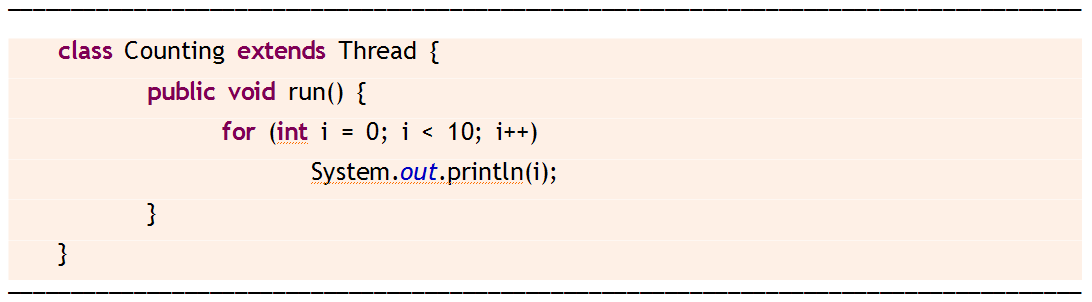 class Counting extends Thread {
public void run() {
for (int i = 0; i < 10; i++)
System.out.println(i);
}
}